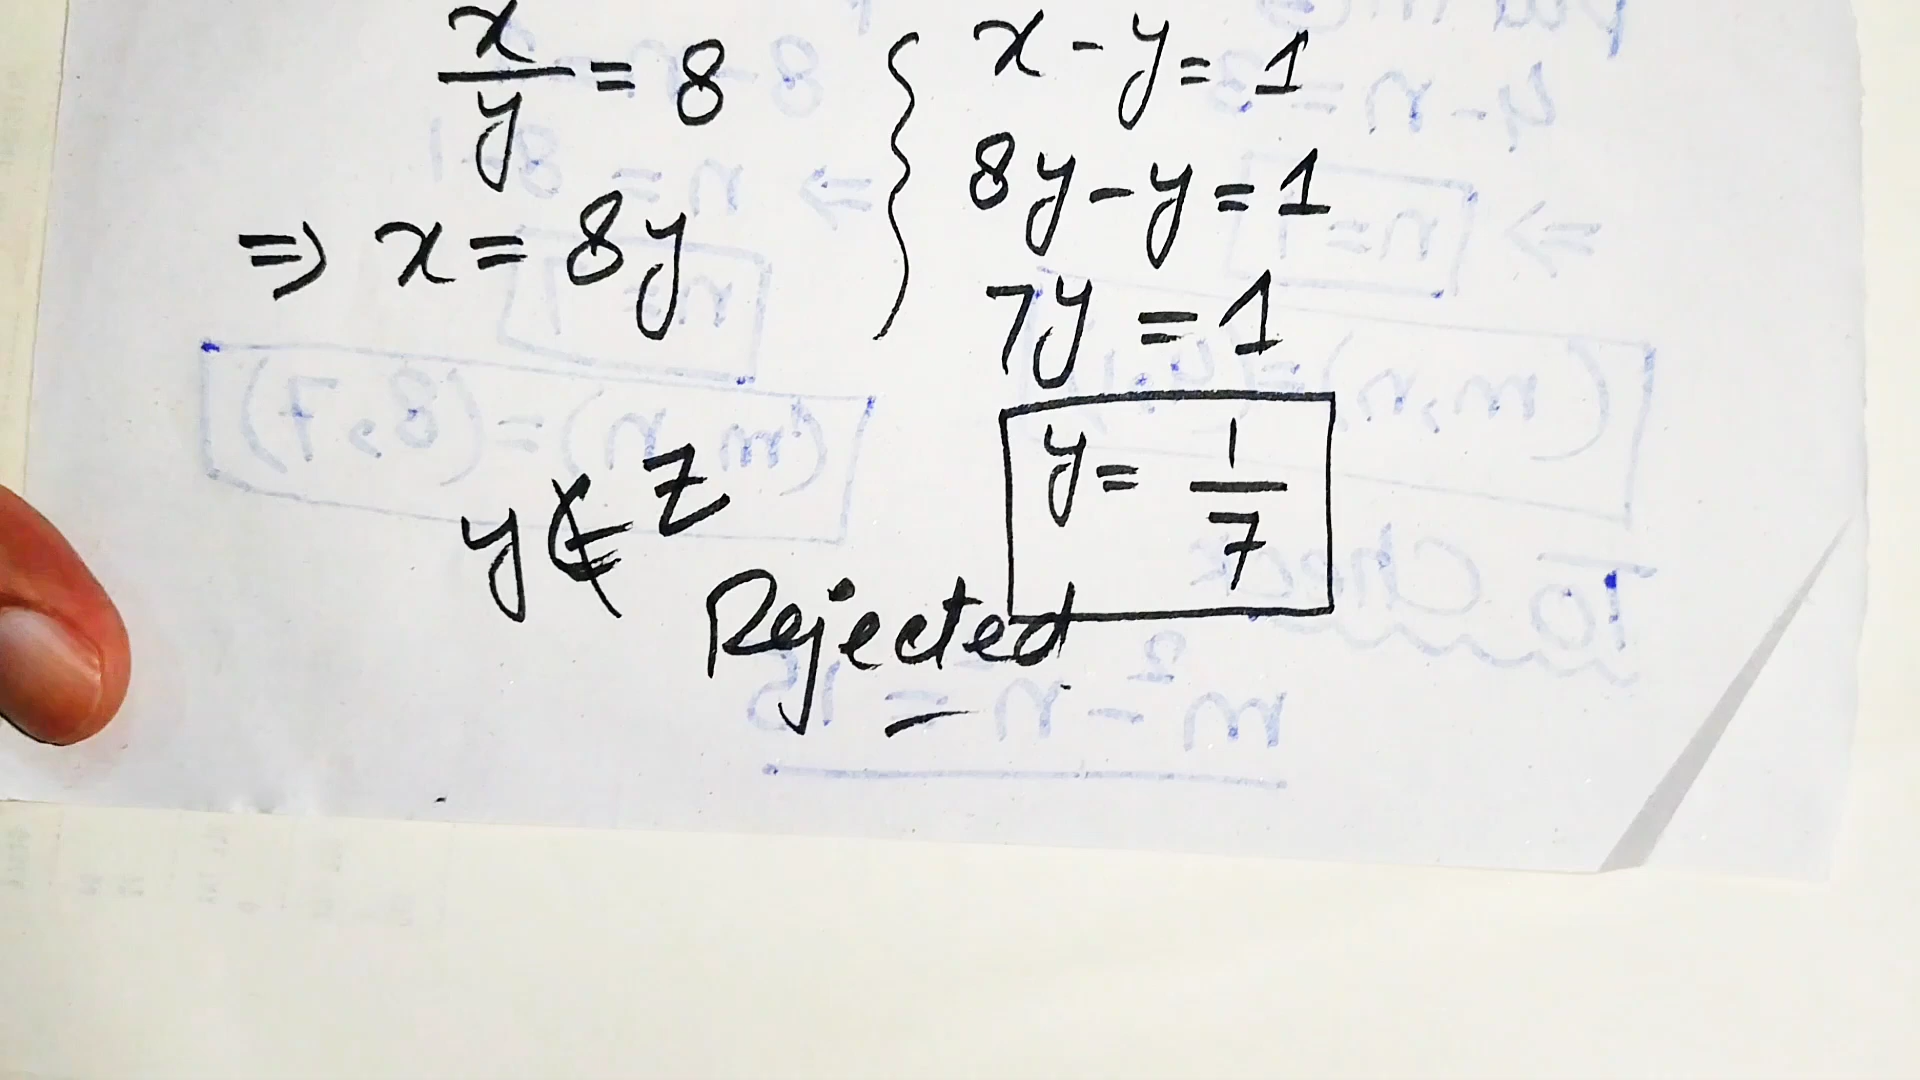 x/y = 8
⇒ x = 8y
x - y = 1
8y - y = 1
7y = 1
y = 1/7
y ∉ Z
Rejected